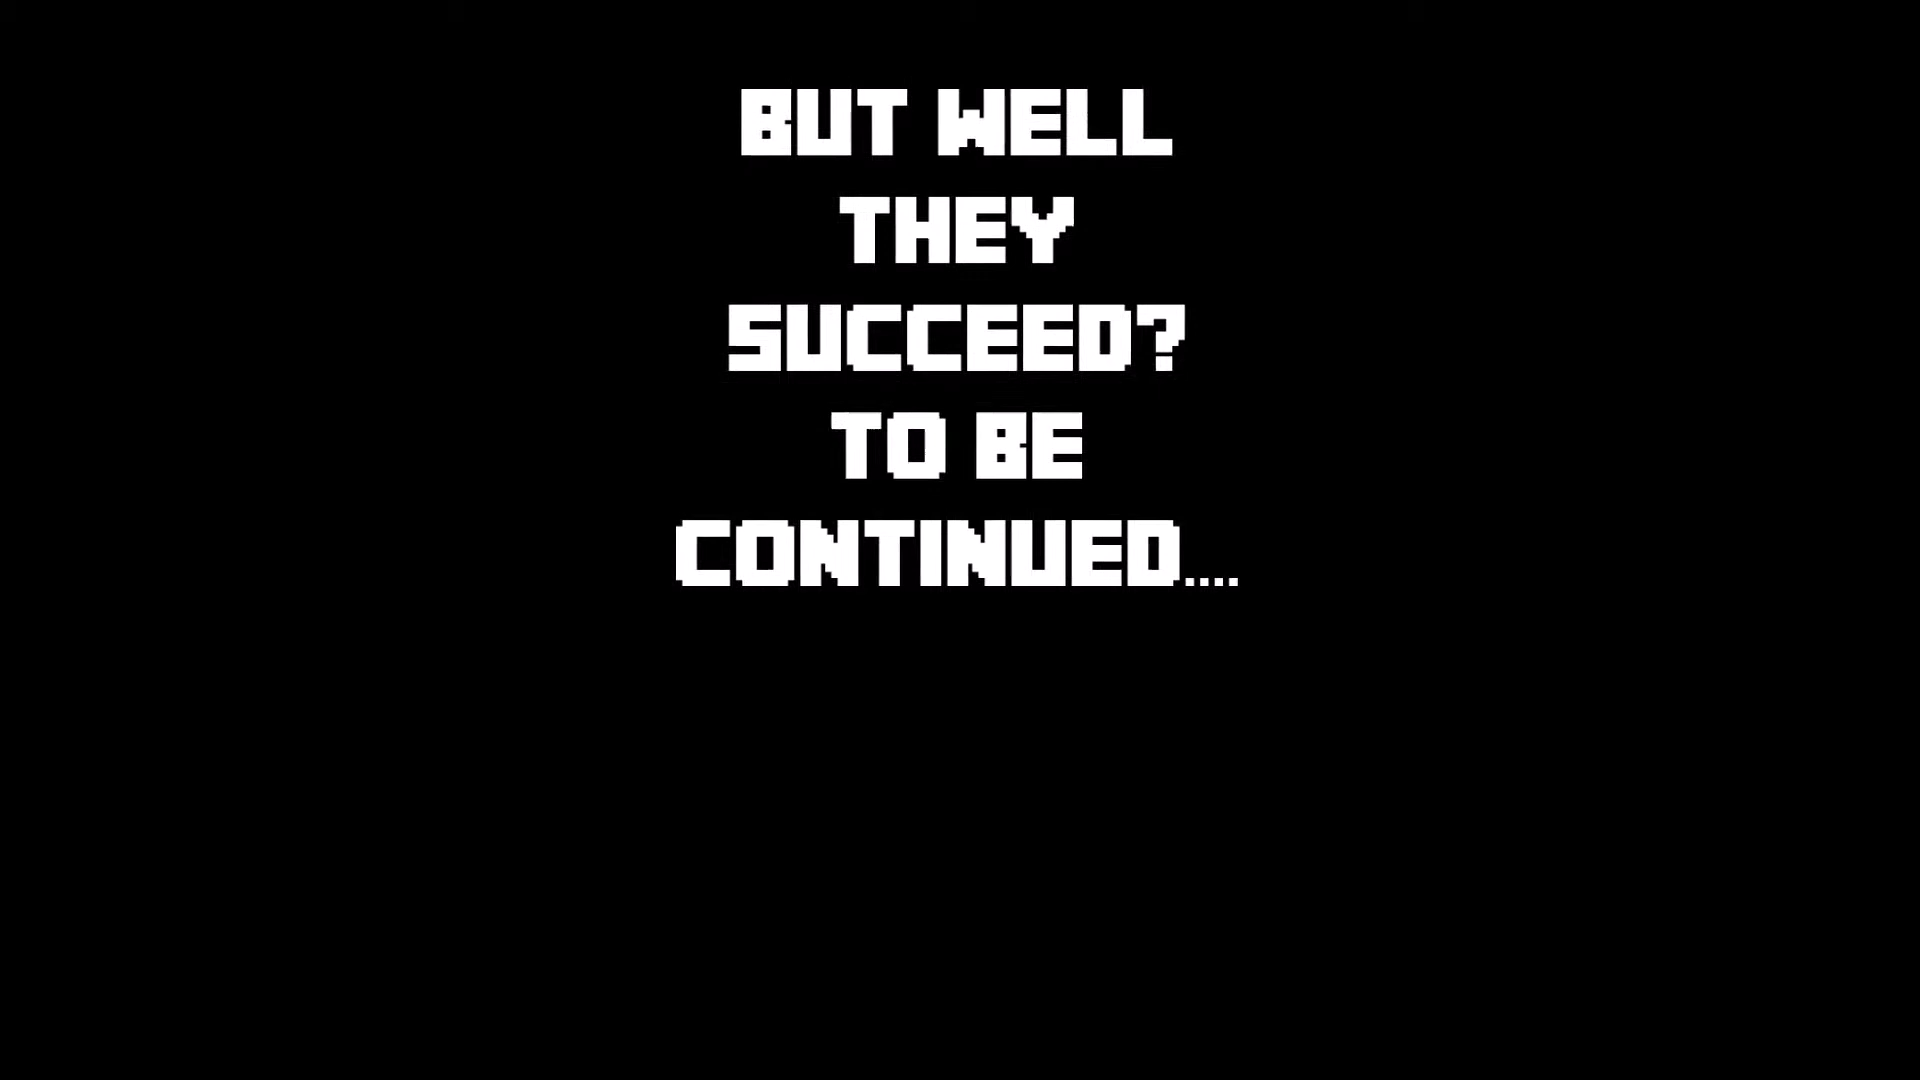 BUT WELL
THEY
SUCCEED?
TO BE
CONTINUED....